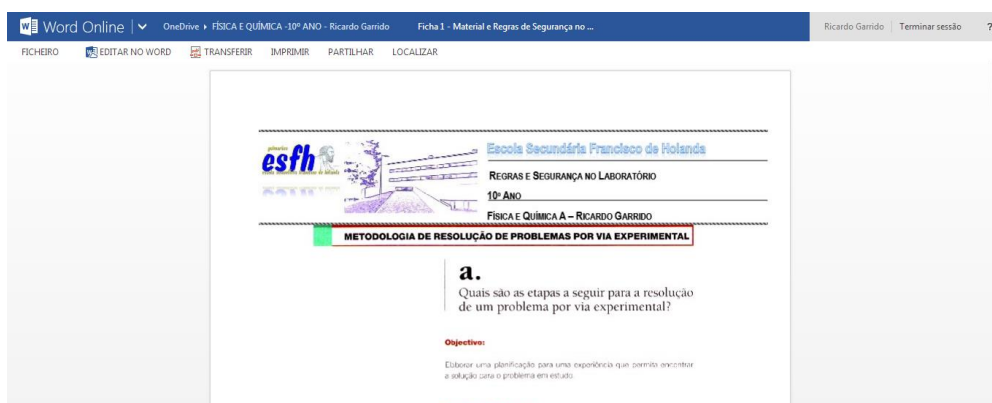 Word Online OneDrive FÍSICA E QUÍMICA -10º ANO - Ricardo Garrido Ficha 1 - Material e Regras de Segurança no ... Ricardo Garrido Terminar sessão ?
FICHEIRO EDITAR NO WORD TRANSFERIR IMPRIMIR PARTILHAR LOCALIZAR
esfh
Escola Secundária Francisco de Holanda
REGRAS E SEGURANÇA NO LABORATÓRIO
10º ANO
FÍSICA E QUÍMICA A – RICARDO GARRIDO
METODOLOGIA DE RESOLUÇÃO DE PROBLEMAS POR VIA EXPERIMENTAL
a.
Quais são as etapas a seguir para a resolução
de um problema por via experimental?
Objectivo:
Elaborar uma planificação para uma experiência que permita encontrar
a solução para o problema em estudo